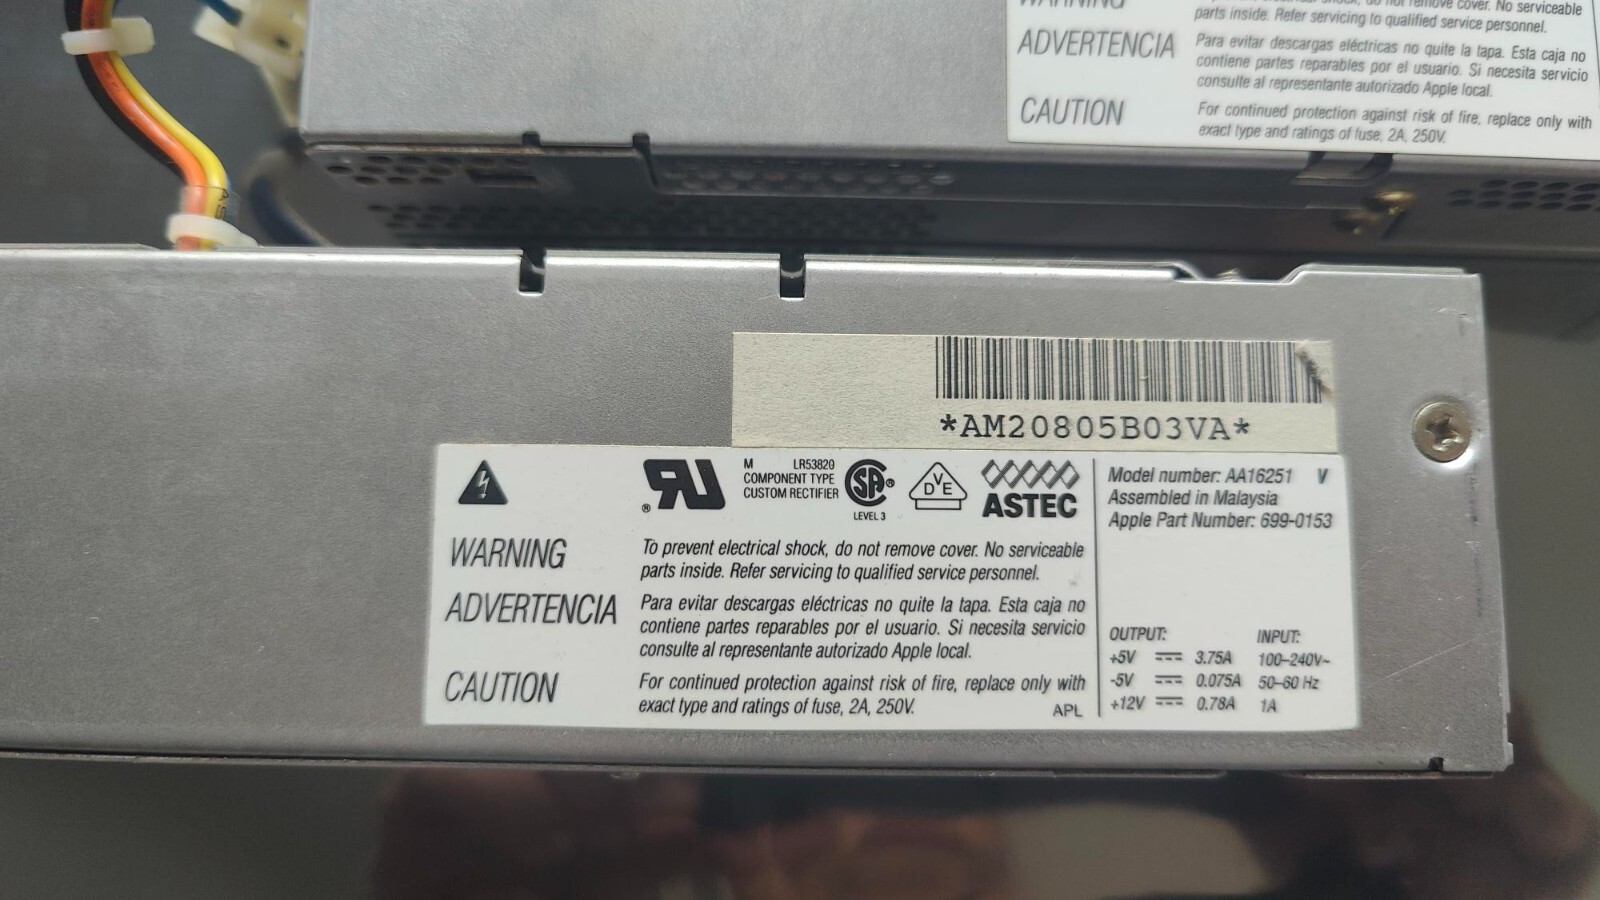 parts inside. Refer servicing to qualified service personnel.
ADVERTENCIA
Para evitar descargas eléctricas no quite la tapa. Esta caja no
contiene partes reparables por el usuario. Si necesita servicio
consulte al representante autorizado Apple local.
CAUTION
For continued protection against risk of fire, replace only with
exact type and ratings of fuse, 2A, 250V.
*AM20805B03VA*
M LR53820
COMPONENT TYPE
CUSTOM RECTIFIER
SA
LEVEL 3
DVE
ASTEC
Model number: AA16251 V
Assembled in Malaysia
Apple Part Number: 699-0153
WARNING
To prevent electrical shock, do not remove cover. No serviceable
parts inside. Refer servicing to qualified service personnel.
ADVERTENCIA
Para evitar descargas eléctricas no quite la tapa. Esta caja no
contiene partes reparables por el usuario. Si necesita servicio
consulte al representante autorizado Apple local.
CAUTION
For continued protection against risk of fire, replace only with
exact type and ratings of fuse, 2A, 250V.
APL
OUTPUT: INPUT:
+5V 3.75A 100–240V~
-5V 0.075A 50–60 Hz
+12V 0.78A 1A